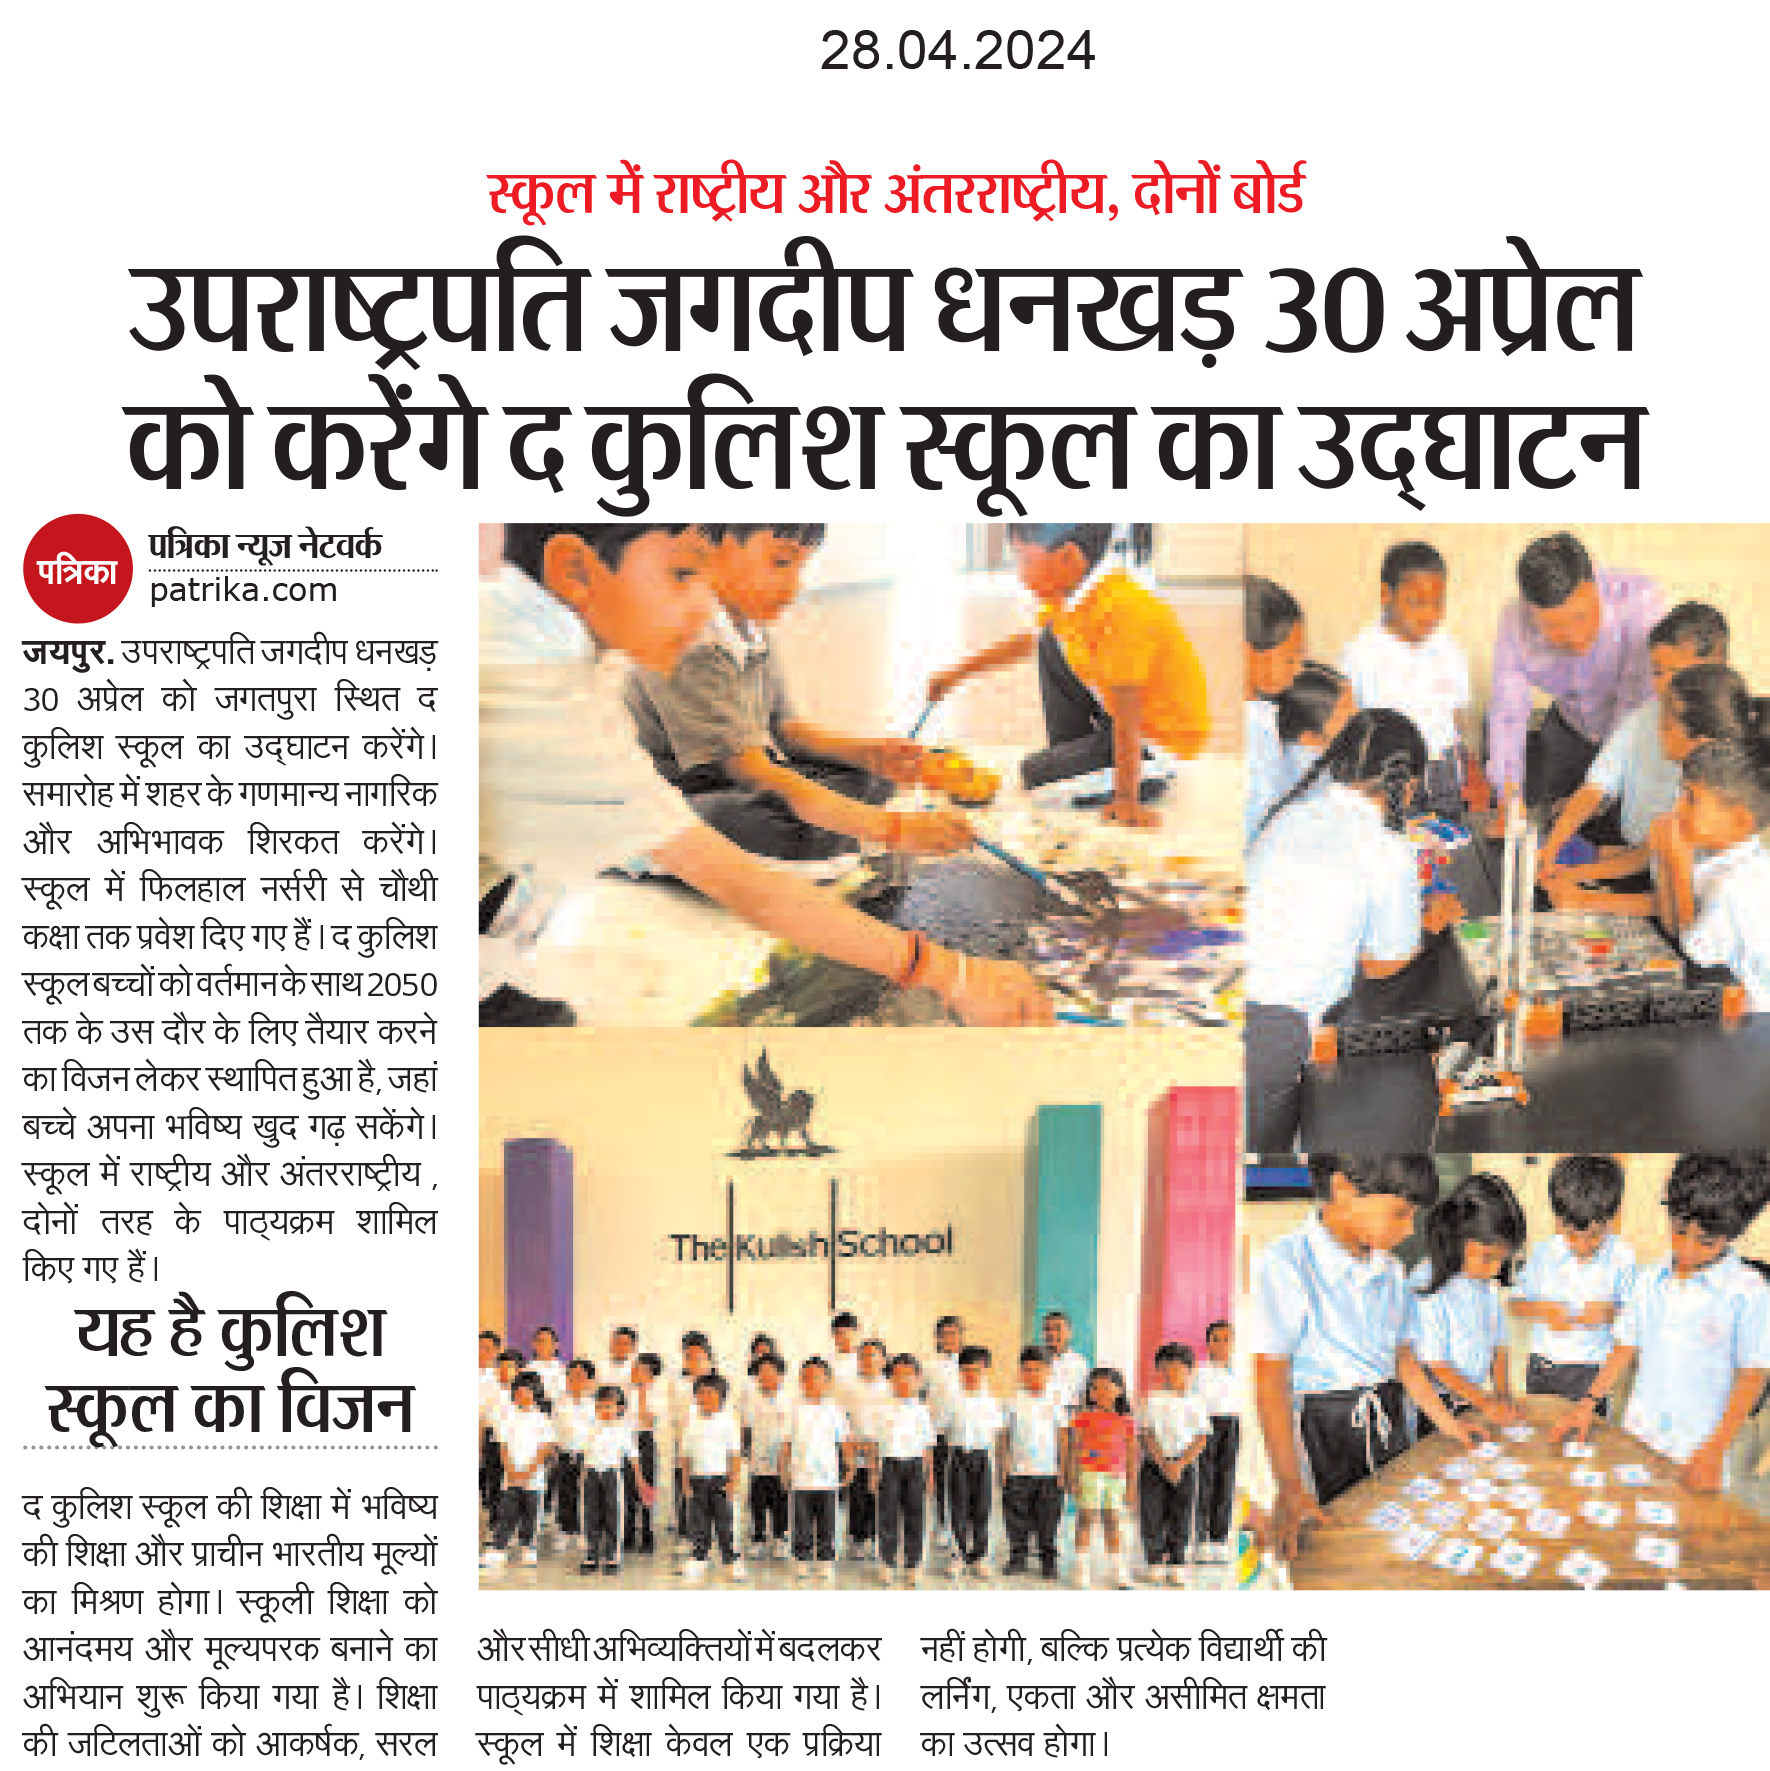 28.04.2024
स्कूल में राष्ट्रीय और अंतरराष्ट्रीय, दोनों बोर्ड
उपराष्ट्रपति जगदीप धनखड़ 30 अप्रेल
को करेंगे द कुलिश स्कूल का उद्‌घाटन
पत्रिका
पत्रिका न्यूज नेटवर्क
patrika.com
जयपुर. उपराष्ट्रपति जगदीप धनखड़
30 अप्रेल को जगतपुरा स्थित द
कुलिश स्कूल का उद्‌घाटन करेंगे।
समारोह में शहर के गणमान्य नागरिक
और अभिभावक शिरकत करेंगे।
स्कूल में फिलहाल नर्सरी से चौथी
कक्षा तक प्रवेश दिए गए हैं। द कुलिश
स्कूल बच्चों को वर्तमान के साथ 2050
तक के उस दौर के लिए तैयार करने
का विजन लेकर स्थापित हुआ है, जहां
बच्चे अपना भविष्य खुद गढ़ सकेंगे।
स्कूल में राष्ट्रीय और अंतरराष्ट्रीय ,
दोनों तरह के पाठ्यक्रम शामिल
किए गए हैं।
यह है कुलिश
स्कूल का विजन
द कुलिश स्कूल की शिक्षा में भविष्य
की शिक्षा और प्राचीन भारतीय मूल्यों
का मिश्रण होगा। स्कूली शिक्षा को
आनंदमय और मूल्यपरक बनाने का
अभियान शुरू किया गया है। शिक्षा
की जटिलताओं को आकर्षक, सरल
और सीधी अभिव्यक्तियों में बदलकर
पाठ्यक्रम में शामिल किया गया है।
स्कूल में शिक्षा केवल एक प्रक्रिया
नहीं होगी, बल्कि प्रत्येक विद्यार्थी की
लर्निंग, एकता और असीमित क्षमता
का उत्सव होगा।
The Kulish School